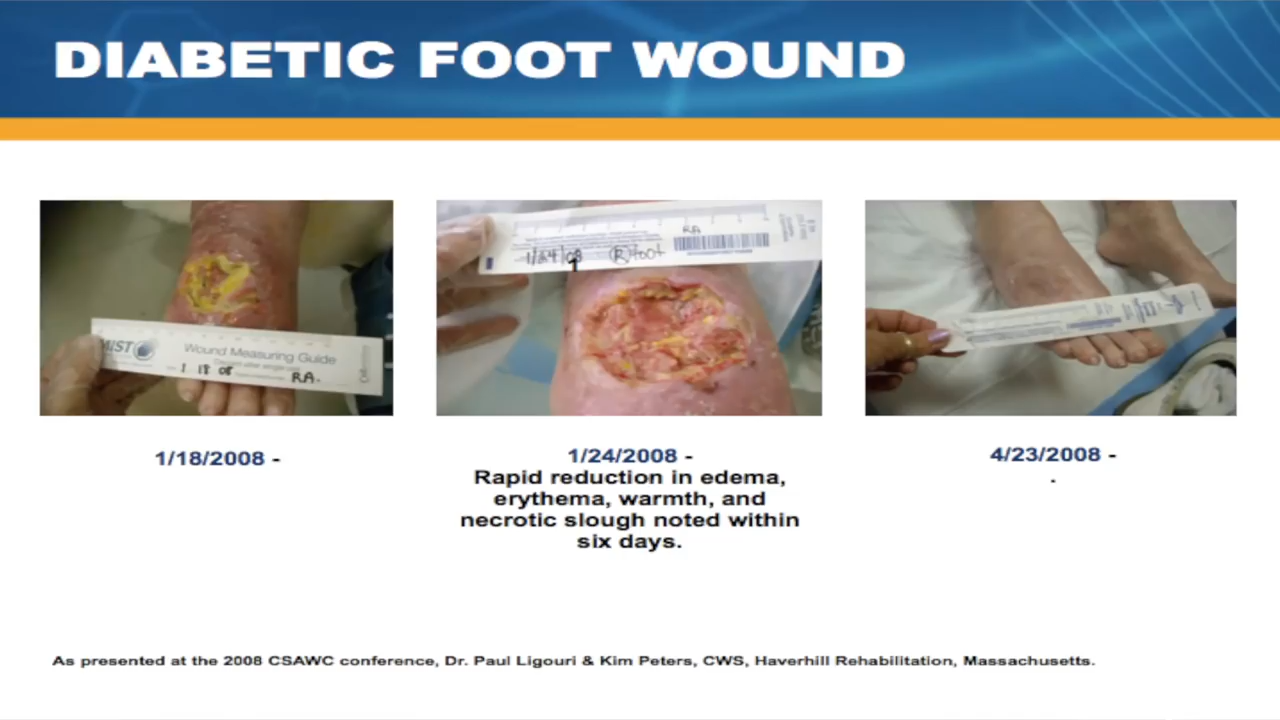 DIABETIC FOOT WOUND
MIST
Wound Measuring Guide
1 18 08
RA.
RA
1/24/08 R Foot
1
1/18/2008 -
1/24/2008 -
Rapid reduction in edema,
erythema, warmth, and
necrotic slough noted within
six days.
4/23/2008 -
.
As presented at the 2008 CSAWC conference, Dr. Paul Ligouri & Kim Peters, CWS, Haverhill Rehabilitation, Massachusetts.